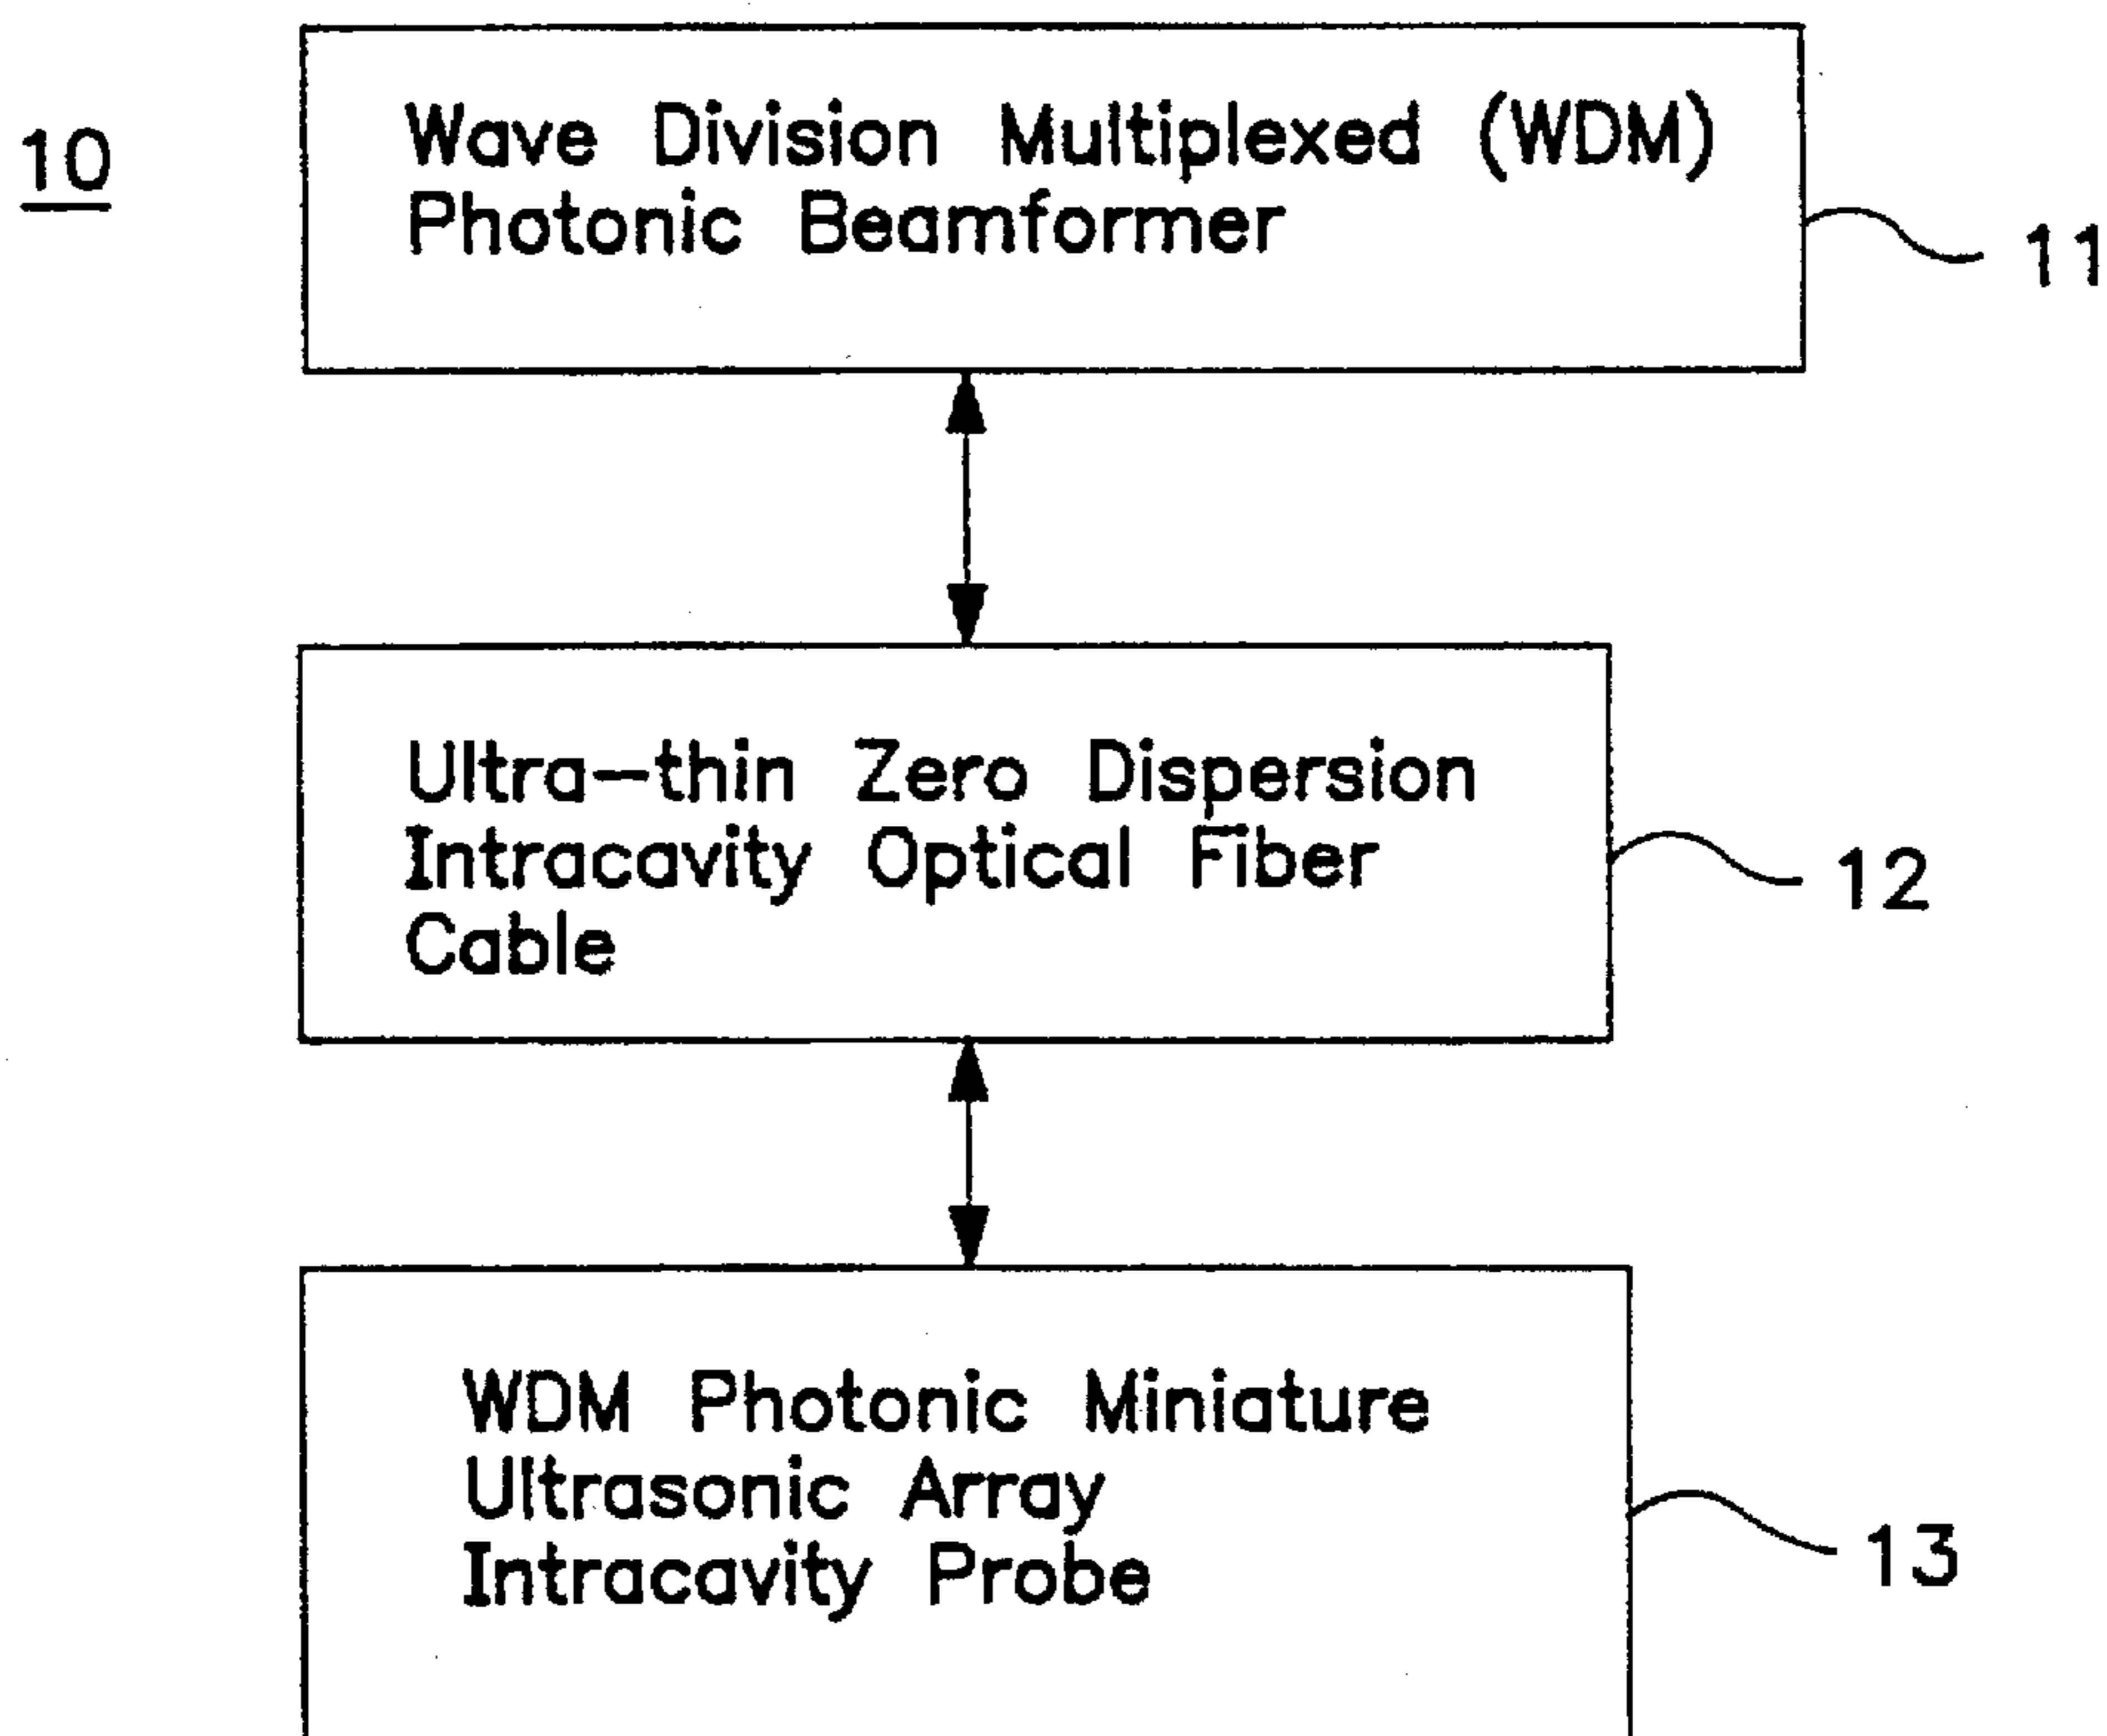 10
Wave Division Multiplexed (WDM)
Photonic Beamformer
11
Ultra-thin Zero Dispersion
Intracavity Optical Fiber
Cable
12
WDM Photonic Miniature
Ultrasonic Array
Intracavity Probe
13